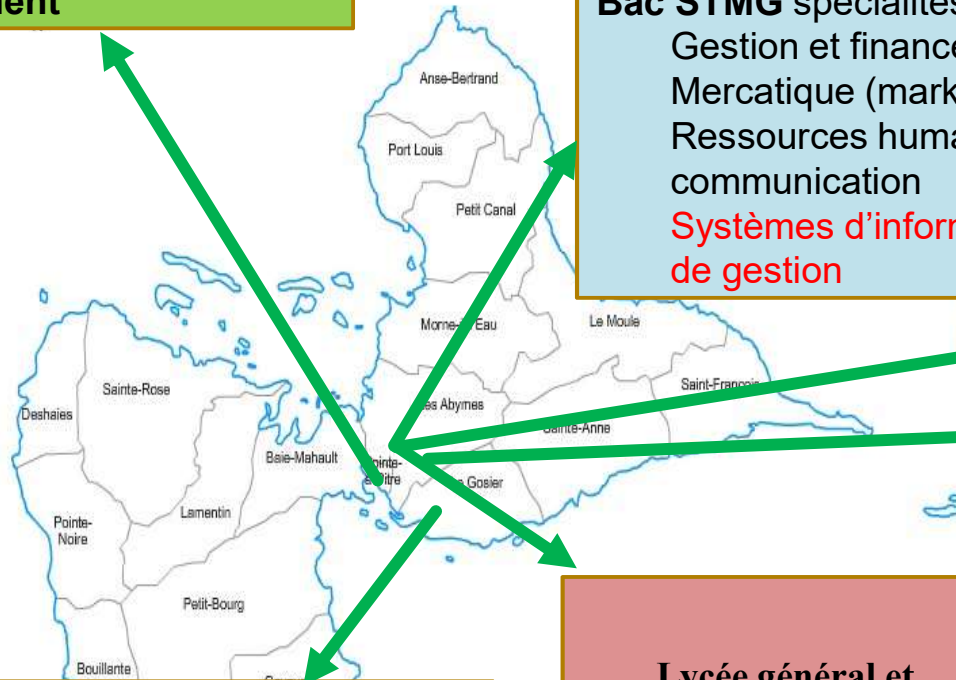 Bac STMG spécialités
Gestion et finance
Mercatique (mark
Ressources huma
communication
Systèmes d’inform
de gestion
Anse-Bertrand
Port Louis
Petit Canal
Morne-à-l'Eau
Le Moule
Sainte-Rose
Saint-François
Deshaies
Les Abymes
Sainte-Anne
Baie-Mahault
Pointe-
à-Pitre
Le Gosier
Lamentin
Pointe-
Noire
Petit-Bourg
Bouillante
Lycée général et